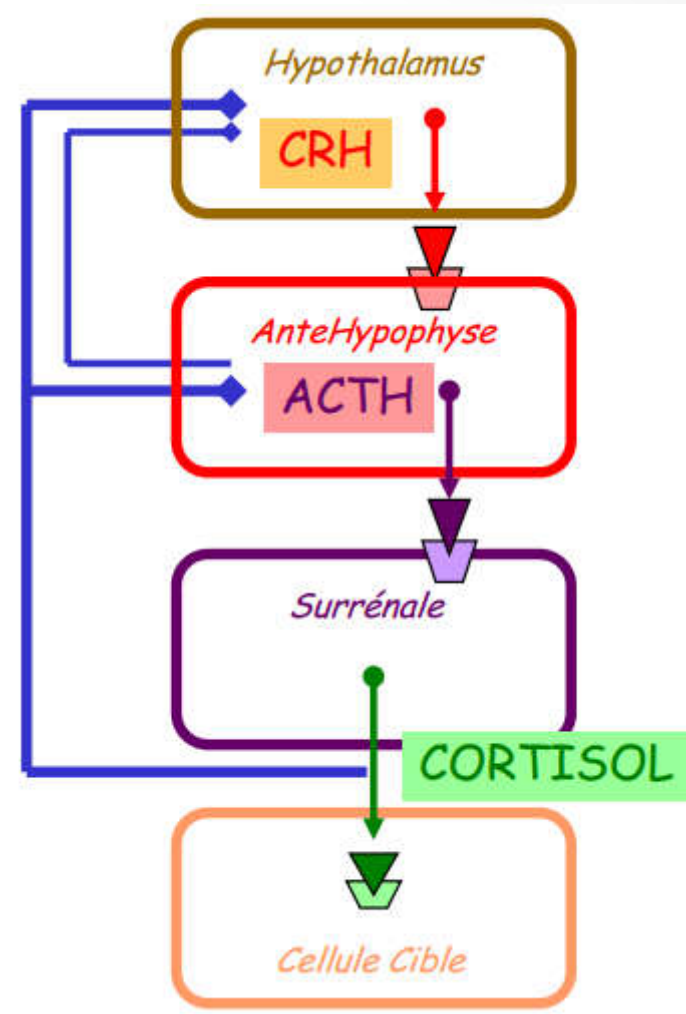 Hypothalamus
CRH
AnteHypophyse
ACTH
Surrénale
CORTISOL
Cellule Cible